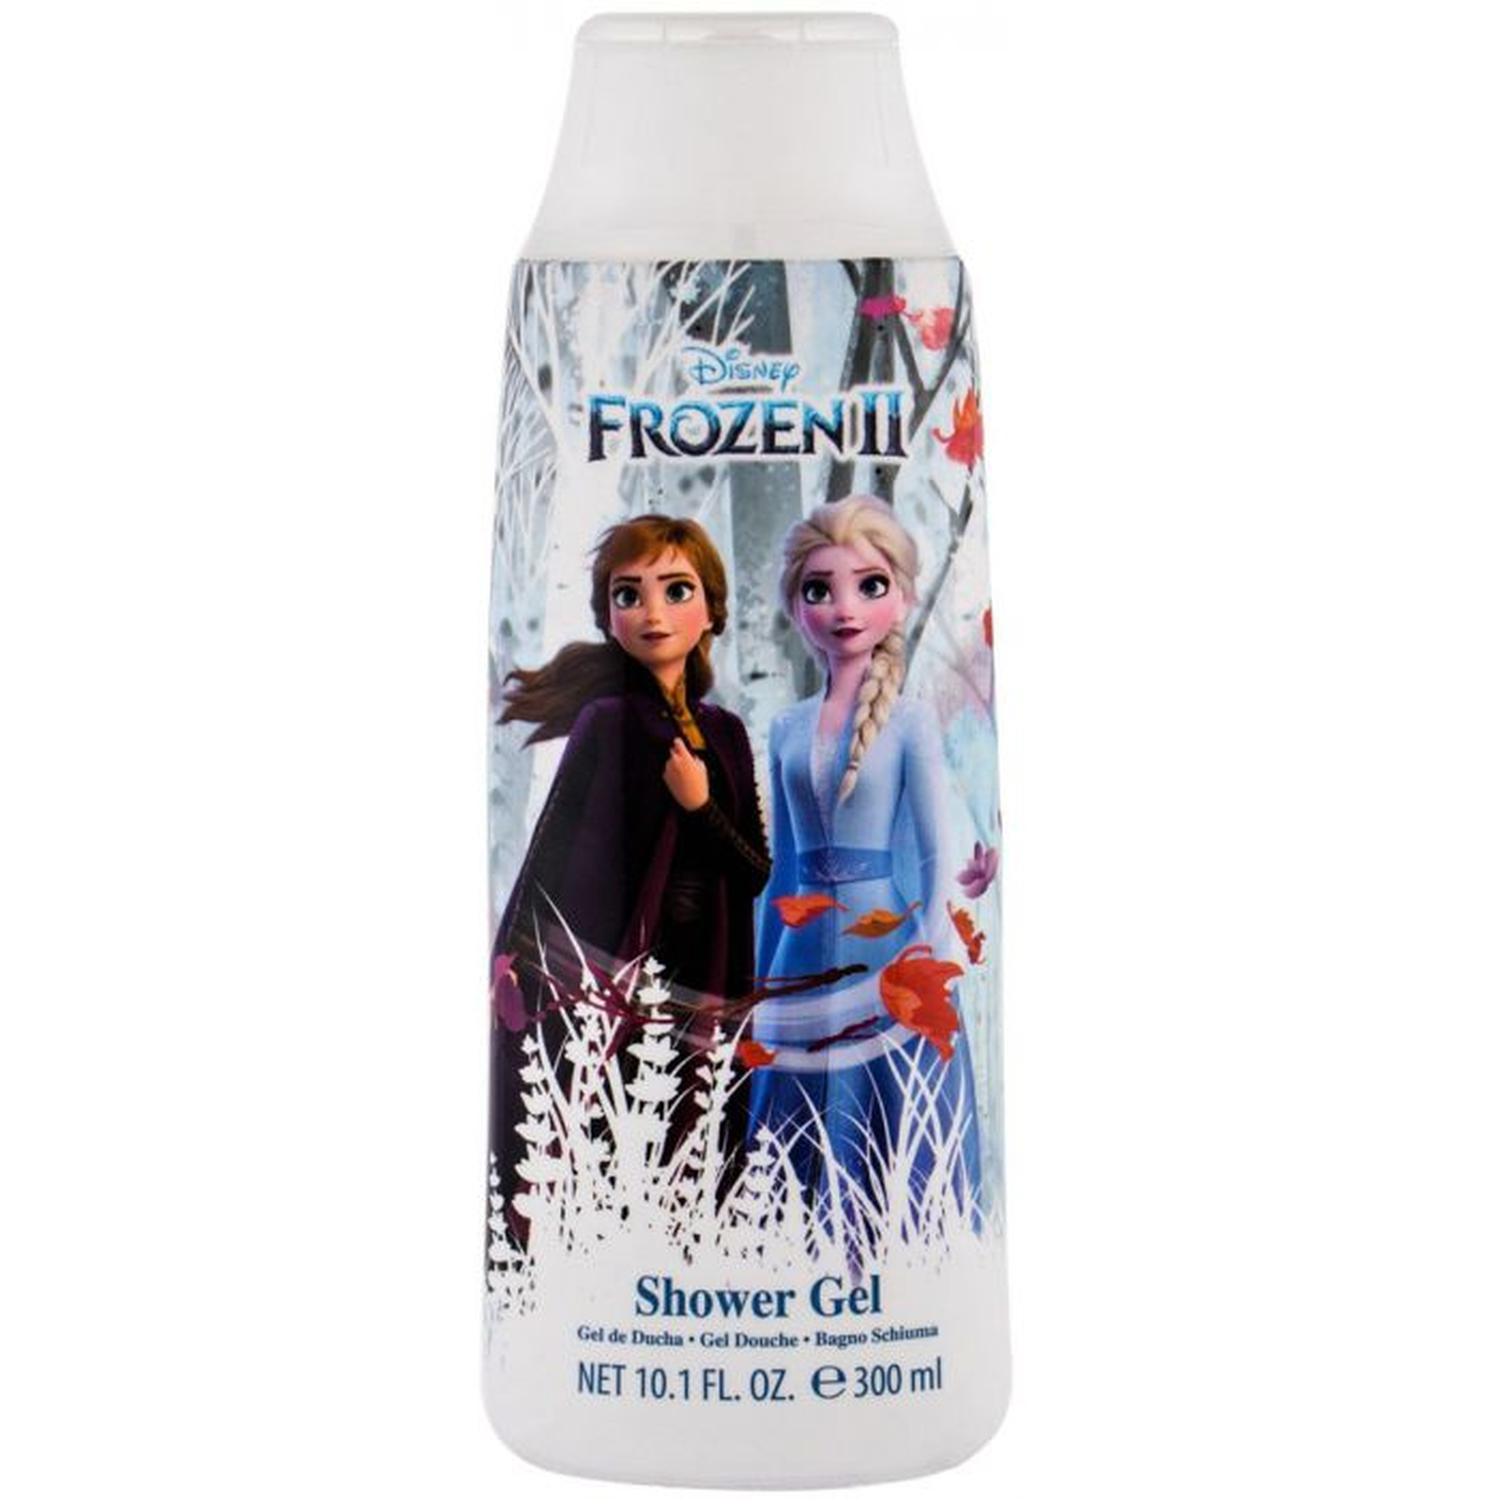 Disney
FROZEN II
Shower Gel
Gel de Ducha • Gel Douche • Bagno Schiuma
NET 10.1 FL. OZ. ℮ 300 ml